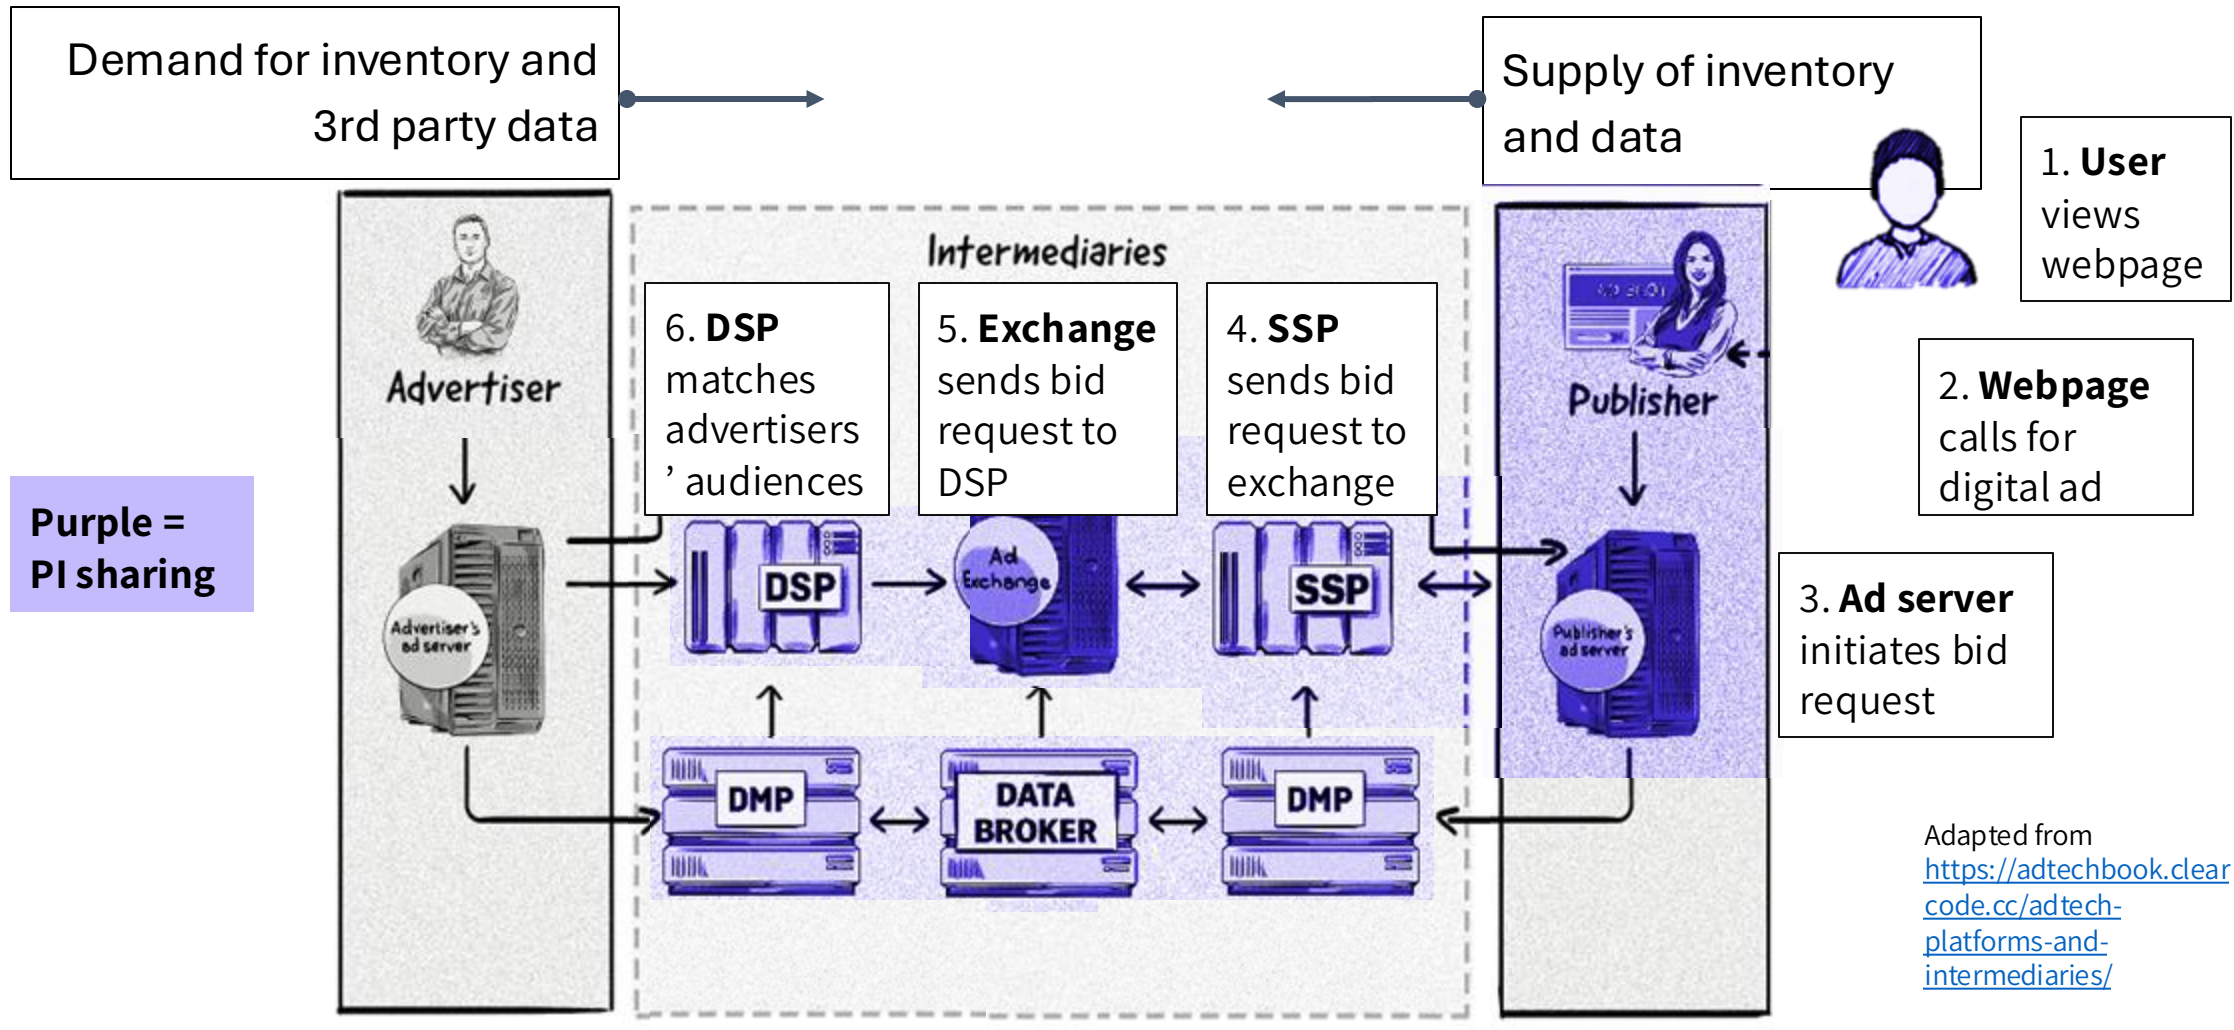 Demand for inventory and
3rd party data
Supply of inventory
and data
1. User
views
webpage
Intermediaries
6. DSP
matches
advertisers
’ audiences
5. Exchange
sends bid
request to
DSP
4. SSP
sends bid
request to
exchange
Advertiser
Publisher
2. Webpage
calls for
digital ad
Purple =
PI sharing
Advertiser's
ad server
DSP
Ad
Exchange
SSP
Publisher's
ad server
3. Ad server
initiates bid
request
DMP
DATA
BROKER
DMP
Adapted from
https://adtechbook.clear
code.cc/adtech-
platforms-and-
intermediaries/